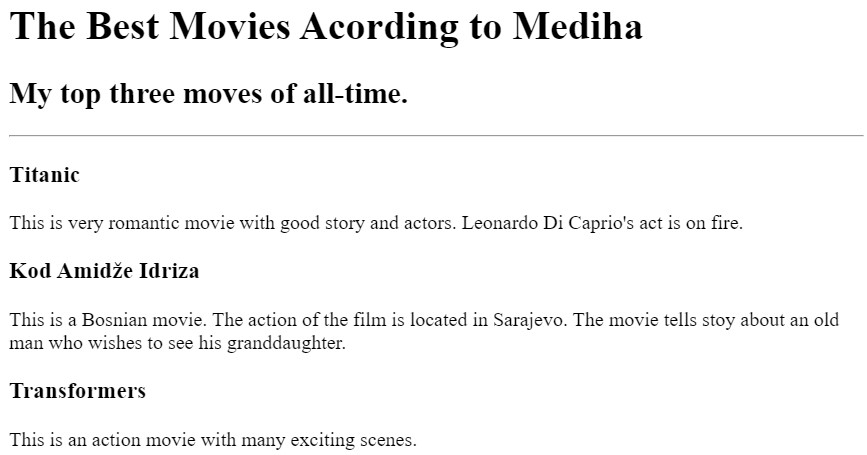 The Best Movies Acording to Mediha
My top three moves of all-time.
Titanic
This is very romantic movie with good story and actors. Leonardo Di Caprio's act is on fire.
Kod Amidže Idriza
This is a Bosnian movie. The action of the film is located in Sarajevo. The movie tells stoy about an old
man who wishes to see his granddaughter.
Transformers
This is an action movie with many exciting scenes.